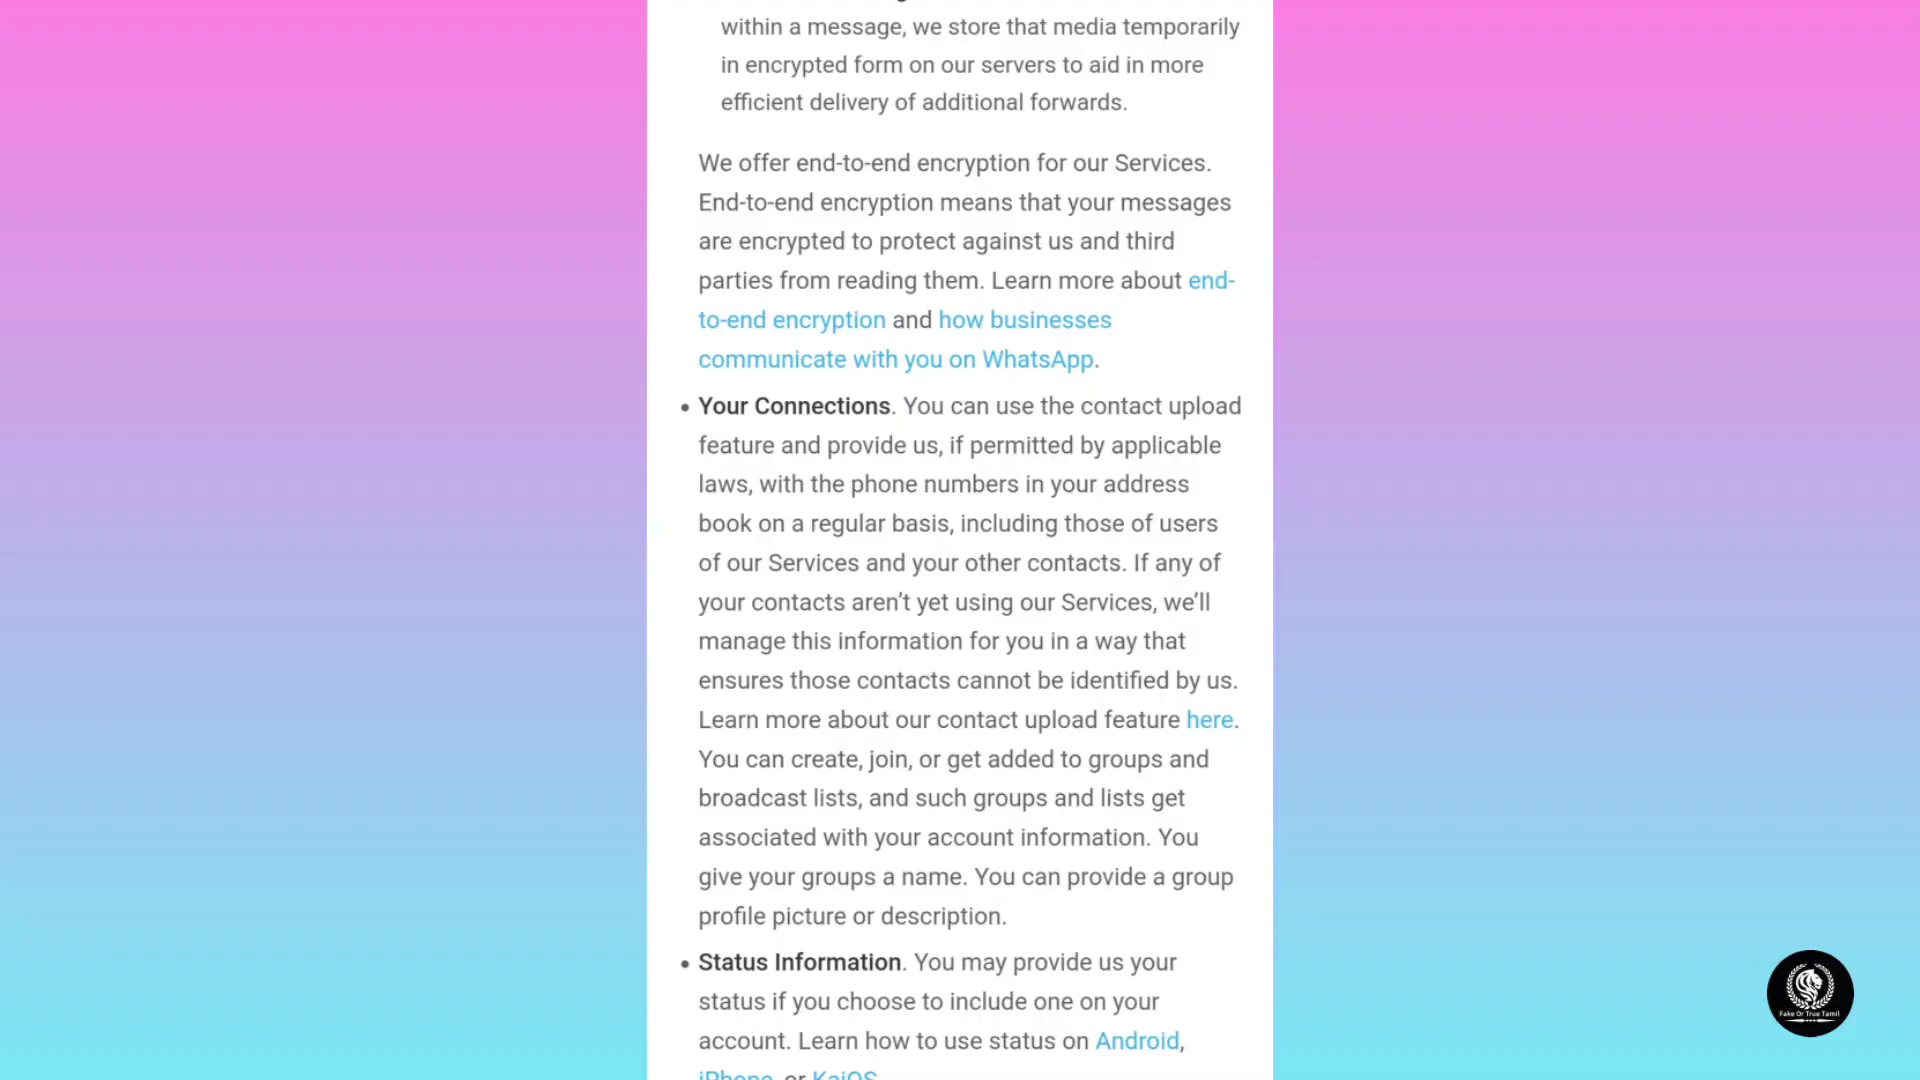 within a message, we store that media temporarily
in encrypted form on our servers to aid in more
efficient delivery of additional forwards.
We offer end-to-end encryption for our Services.
End-to-end encryption means that your messages
are encrypted to protect against us and third
parties from reading them. Learn more about end-
to-end encryption and how businesses
communicate with you on WhatsApp.
• Your Connections. You can use the contact upload
feature and provide us, if permitted by applicable
laws, with the phone numbers in your address
book on a regular basis, including those of users
of our Services and your other contacts. If any of
your contacts aren’t yet using our Services, we’ll
manage this information for you in a way that
ensures those contacts cannot be identified by us.
Learn more about our contact upload feature here.
You can create, join, or get added to groups and
broadcast lists, and such groups and lists get
associated with your account information. You
give your groups a name. You can provide a group
profile picture or description.
• Status Information. You may provide us your
status if you choose to include one on your
account. Learn how to use status on Android,
iPhone, or KaiOS
Fake Or True Tamil